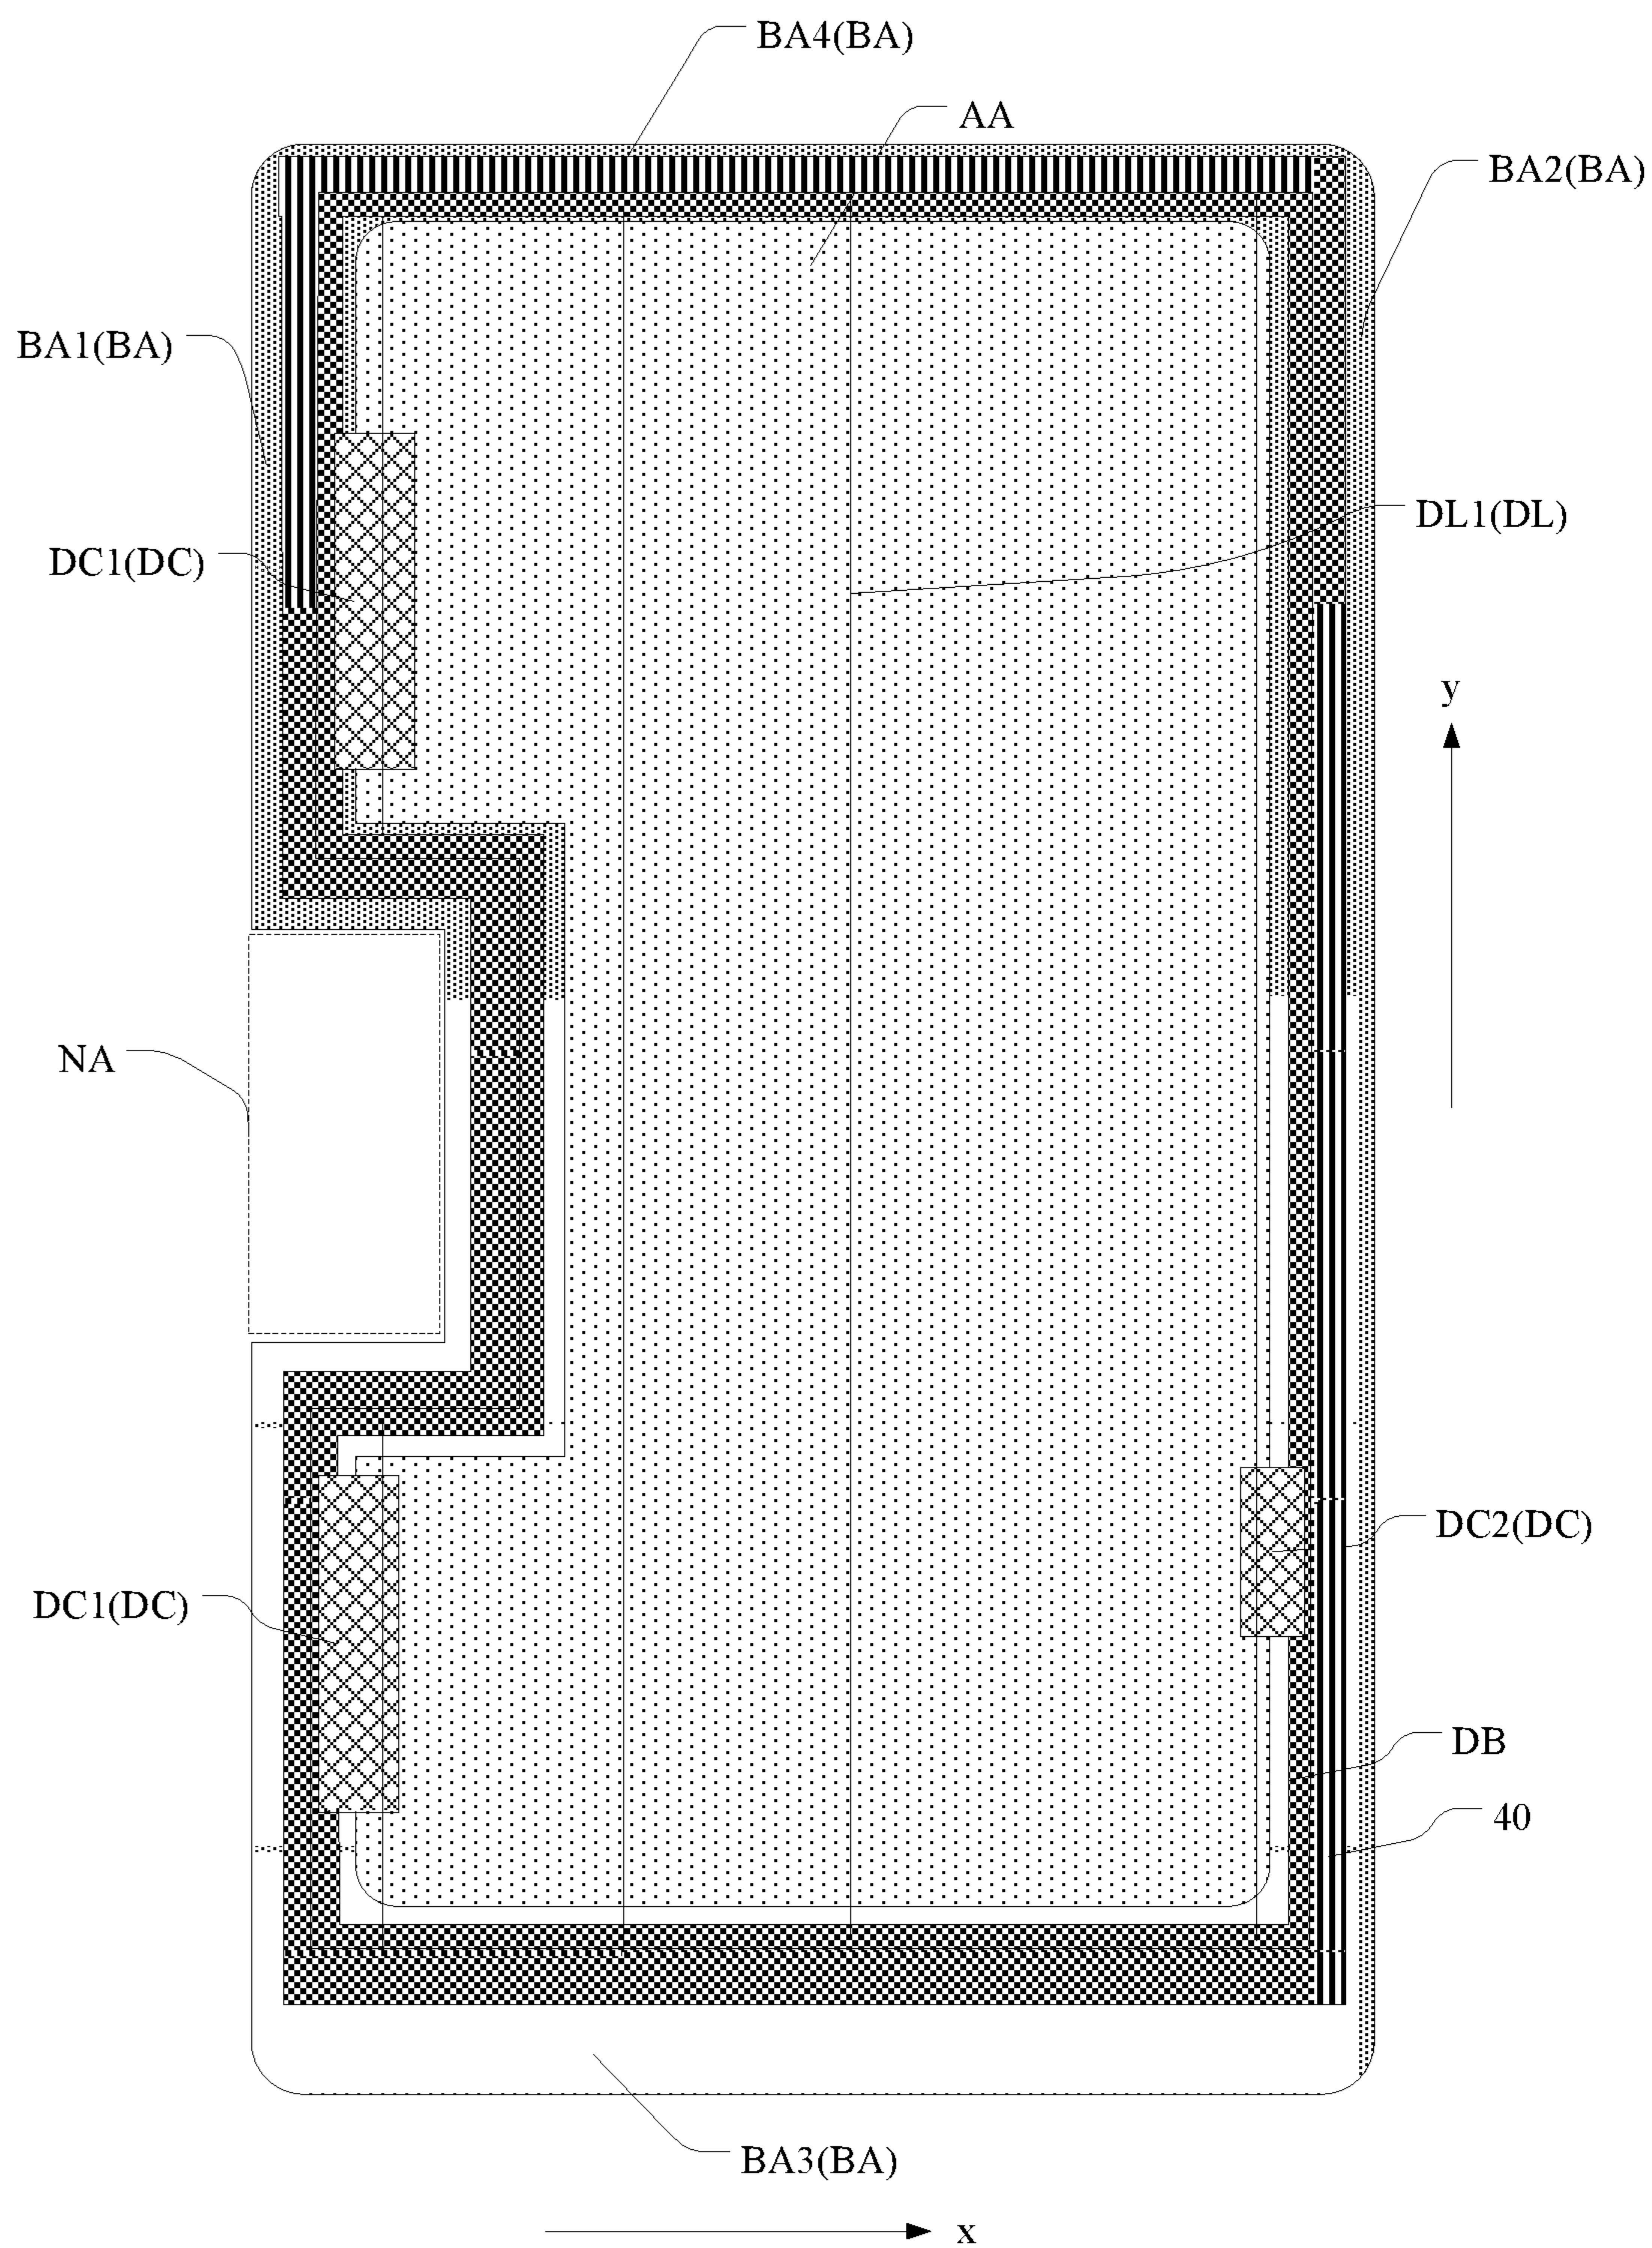 BA4(BA)
AA
BA2(BA)
BA1(BA)
DL1(DL)
DC1(DC)
y
NA
DC2(DC)
DC1(DC)
DB
40
BA3(BA)
x